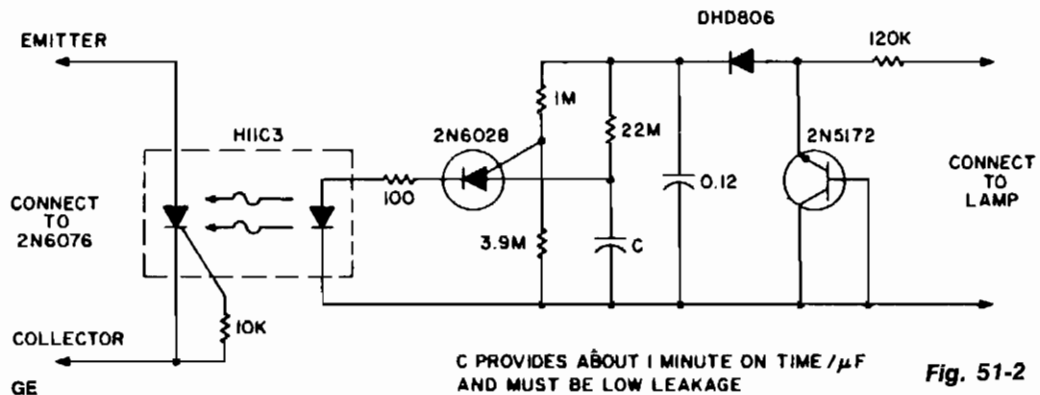 DHD806
EMITTER
120K
1M
H11C3
2N6028
22M
2N5172
CONNECT
TO
2N6076
100
0.12
CONNECT
TO
LAMP
3.9M
C
10K
COLLECTOR
GE
C PROVIDES ABOUT 1 MINUTE ON TIME/µF
AND MUST BE LOW LEAKAGE
Fig. 51-2